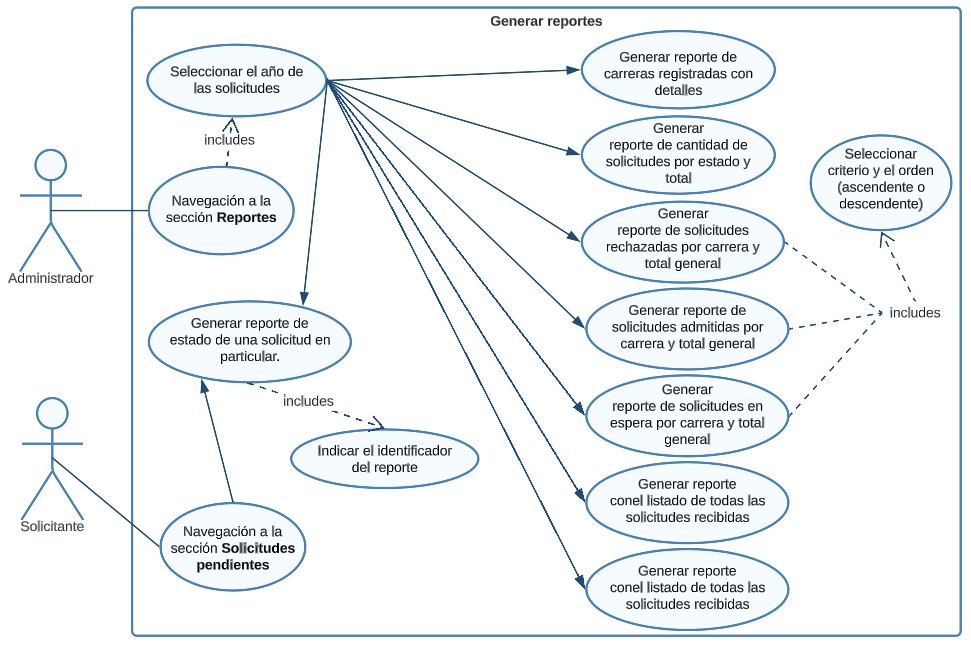 Generar reportes
Seleccionar el año de
las solicitudes
includes
Navegación a la
sección Reportes
Administrador
Generar reporte de
estado de una solicitud en
particular.
includes
Indicar el identificador
del reporte
Solicitante
Navegación a la
sección Solicitudes
pendientes
Generar reporte de
carreras registradas con
detalles
Generar
reporte de cantidad de
solicitudes por estado y
total
Generar
reporte de solicitudes
rechazadas por carrera y
total general
Generar reporte de
solicitudes admitidas por
carrera y total general
Generar
reporte de solicitudes en
espera por carrera y total
general
Generar reporte
conel listado de todas las
solicitudes recibidas
Generar reporte
conel listado de todas las
solicitudes recibidas
Seleccionar
criterio y el orden
(ascendente o
descendente)
includes